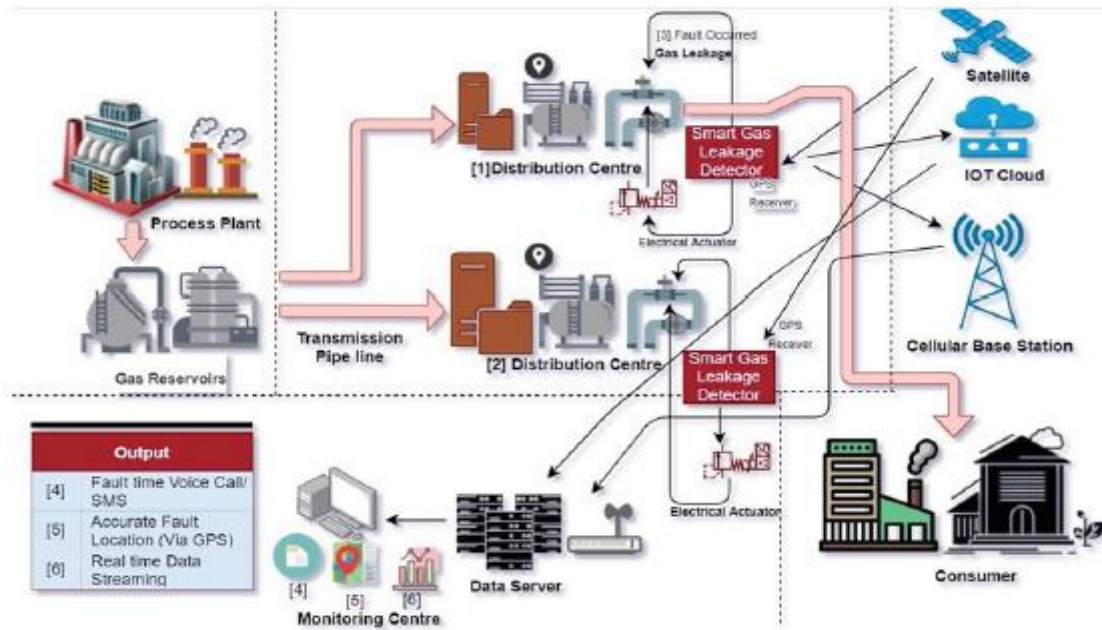 [3] Fault Occurred
Gas Leakage
Satellite
Smart Gas
Leakage
Detector
[1]Distribution Centre
IOT Cloud
GPS
Receiver
Process Plant
Electrical Actuator
GPS
Receiver
Transmission
Pipe line
Cellular Base Station
[2] Distribution Centre
Smart Gas
Leakage
Detector
Gas Reservoirs
Output
[4] Fault time Voice Call/
SMS
[5] Accurate Fault
Location (Via GPS)
[6] Real time Data
Streaming
Electrical Actuator
[4]
[5]
[6]
Data Server
Consumer
Monitoring Centre